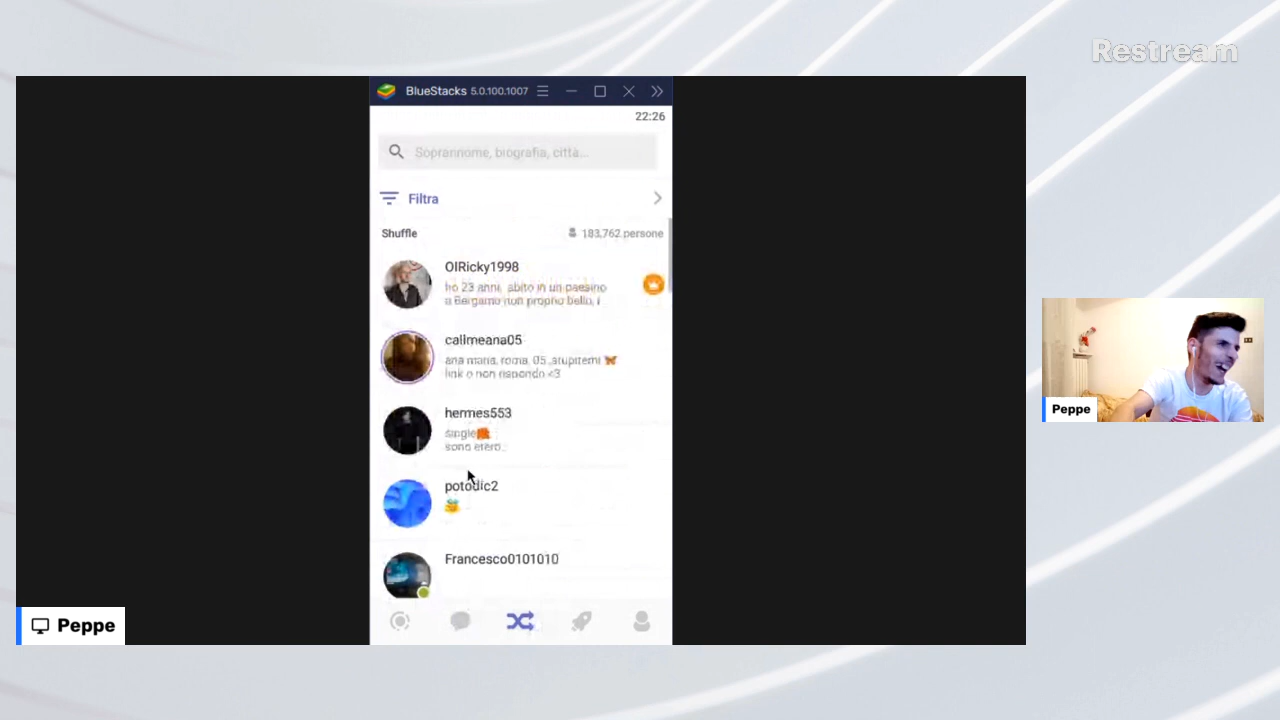 Restream
BlueStacks 5.0.100.1007
22:26
Soprannome, biografia, città...
Filtra
Shuffle
183,762 persone
OlRicky1998
ho 23 anni, abito in un paesino
a Bergamo non proprio bello, i
callmeana05
ana maria, roma, 05, stupitemi 🦋
link o non rispondo <3
hermes553
single
sono etero
potodic2
Francesco0101010
Peppe
Peppe